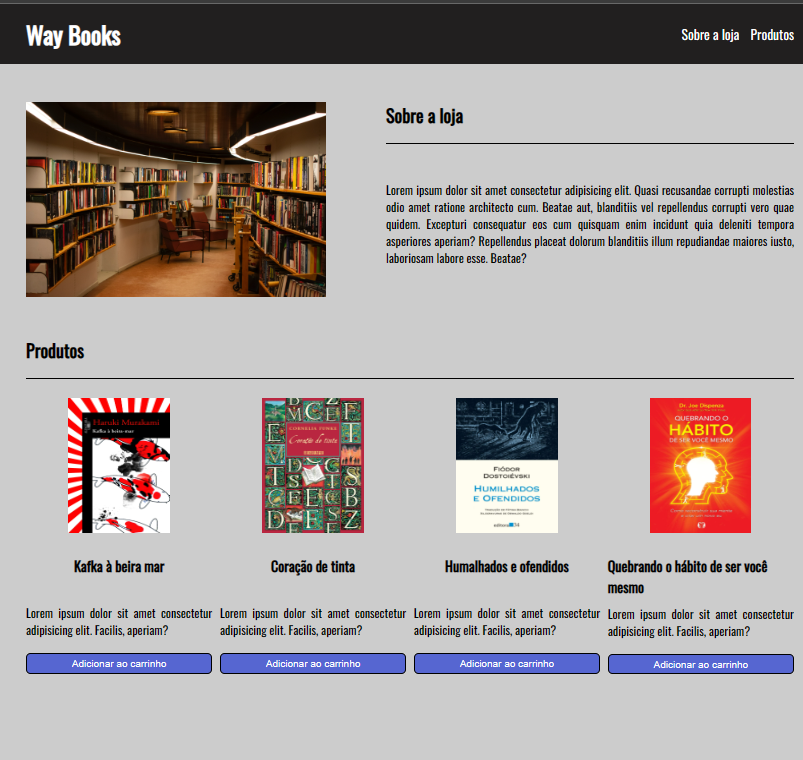 Way Books
Sobre a loja Produtos
Sobre a loja
Lorem ipsum dolor sit amet consectetur adipisicing elit. Quasi recusandae corrupti molestias
odio amet ratione architecto cum. Beatae aut, blanditiis vel repellendus corrupti vero quae
quidem. Excepturi consequatur eos cum quisquam enim incidunt quia deleniti tempora
asperiores aperiam? Repellendus placeat dolorum blanditiis illum repudiandae maiores iusto,
laboriosam labore esse. Beatae?
Produtos
Haruki Murakami
Kafka à beira-mar
CORNELIA FUNKE
Coração de tinta
FIÓDOR
DOSTOIÉVSKI
HUMILHADOS
E OFENDIDOS
editora 34
Dr. Joe Dispenza
QUEBRANDO O
HÁBITO
DE SER VOCÊ MESMO
Kafka à beira mar
Coração de tinta
Humalhados e ofendidos
Quebrando o hábito de ser você
mesmo
Lorem ipsum dolor sit amet consectetur
adipisicing elit. Facilis, aperiam?
Lorem ipsum dolor sit amet consectetur
adipisicing elit. Facilis, aperiam?
Lorem ipsum dolor sit amet consectetur
adipisicing elit. Facilis, aperiam?
Lorem ipsum dolor sit amet consectetur
adipisicing elit. Facilis, aperiam?
Adicionar ao carrinho
Adicionar ao carrinho
Adicionar ao carrinho
Adicionar ao carrinho